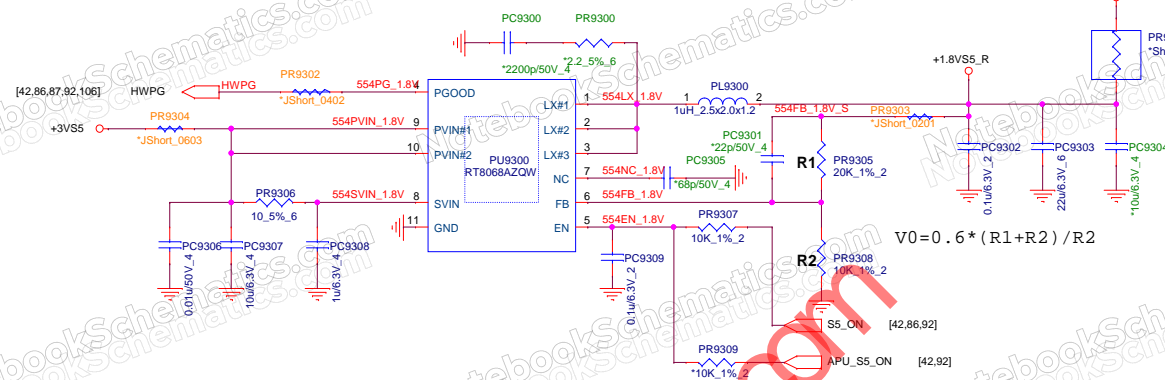 PC9300
PR9300
*2200p/50V_4
*2.2_5%_6
+1.8VS5_R
PR9
*Sh
PR9302
[42,86,87,92,106]
HWPG
HWPG
554PG_1.8V
*JShort_0402
4
PGOOD
1
554LX_1.8V
LX#1
1
PL9300
2
1uH_2.5x2.0x1.2
554FB_1.8V_S
PR9303
*JShort_0201
PR9304
+3VS5
*JShort_0603
554PVIN_1.8V
9
PVIN#1
LX#2
2
10
PVIN#2
LX#3
3
PU9300
RT8068AZQW
PC9301
*22p/50V_4
R1
PR9305
20K_1%_2
PC9302
0.1u/6.3V_2
PC9303
22u/6.3V_6
PC9304
*10u/6.3V_4
NC
7
554NC_1.8V
PC9305
*68p/50V_4
PR9306
10_5%_6
554SVIN_1.8V
8
SVIN
FB
6
554FB_1.8V
11
GND
EN
5
554EN_1.8V
PR9307
10K_1%_2
V0=0.6*(R1+R2)/R2
PC9306
0.01u/50V_4
PC9307
10u/6.3V_4
PC9308
1u/6.3V_4
PC9309
0.1u/6.3V_2
R2
PR9308
10K_1%_2
S5_ON
[42,86,92]
PR9309
*10K_1%_2
APU_S5_ON
[42,92]
NotebookSchematics.com